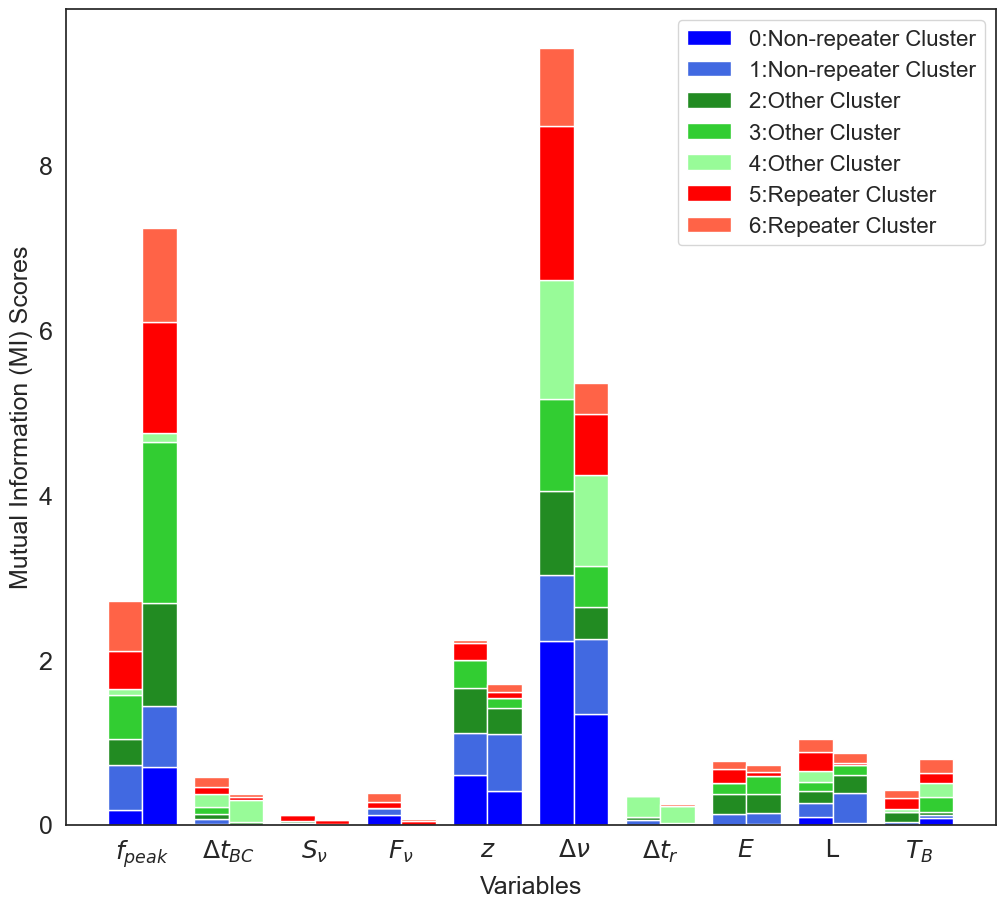 0:Non-repeater Cluster
1:Non-repeater Cluster
2:Other Cluster
3:Other Cluster
4:Other Cluster
5:Repeater Cluster
6:Repeater Cluster
Mutual Information (MI) Scores
8
6
4
2
0
f_peak Δt_BC S_ν F_ν z Δν Δt_r E L T_B
Variables